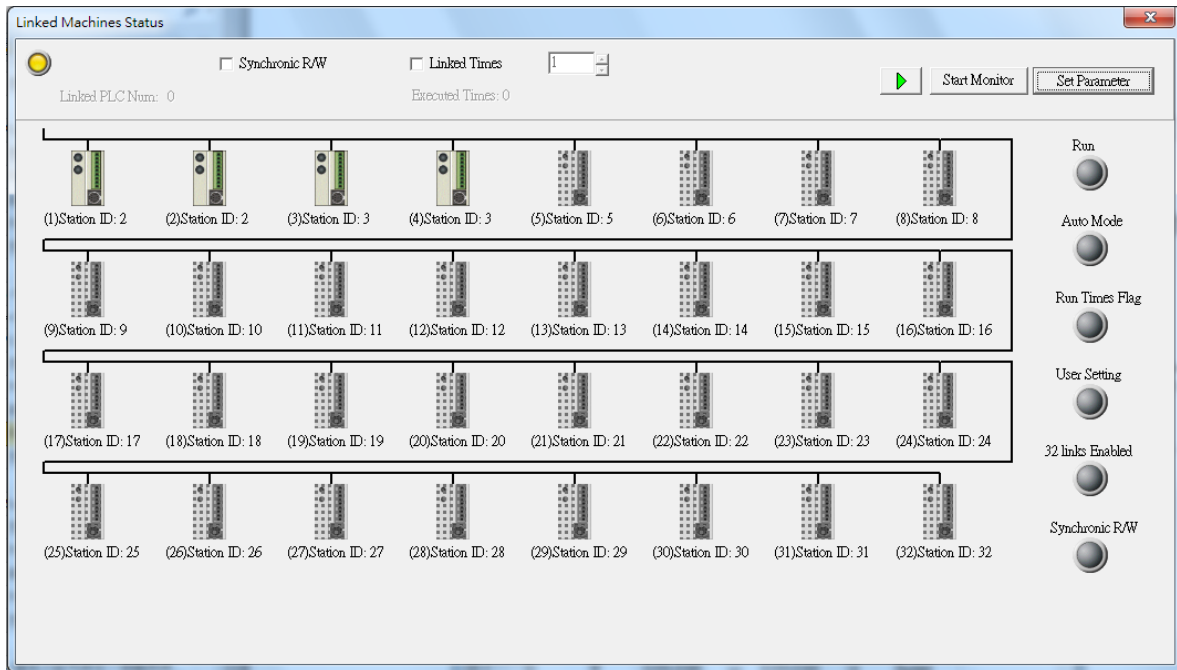 Linked Machines Status
Synchronic R/W
Linked Times
1
Start Monitor
Set Parameter
Linked PLC Num: 0
Executed Times: 0
Run
(1)Station ID: 2 (2)Station ID: 2 (3)Station ID: 3 (4)Station ID: 3 (5)Station ID: 5 (6)Station ID: 6 (7)Station ID: 7 (8)Station ID: 8
Auto Mode
Run Times Flag
(9)Station ID: 9 (10)Station ID: 10 (11)Station ID: 11 (12)Station ID: 12 (13)Station ID: 13 (14)Station ID: 14 (15)Station ID: 15 (16)Station ID: 16
User Setting
(17)Station ID: 17 (18)Station ID: 18 (19)Station ID: 19 (20)Station ID: 20 (21)Station ID: 21 (22)Station ID: 22 (23)Station ID: 23 (24)Station ID: 24
32 links Enabled
Synchronic R/W
(25)Station ID: 25 (26)Station ID: 26 (27)Station ID: 27 (28)Station ID: 28 (29)Station ID: 29 (30)Station ID: 30 (31)Station ID: 31 (32)Station ID: 32